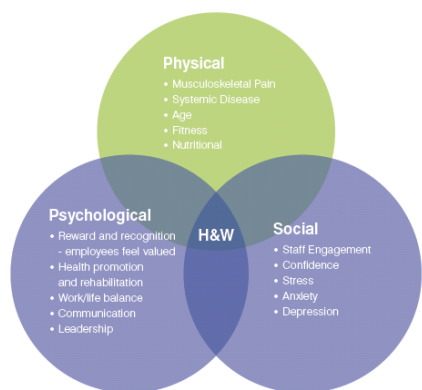 Physical
• Musculoskeletal Pain
• Systemic Disease
• Age
• Fitness
• Nutritional
Psychological
• Reward and recognition
- employees feel valued
• Health promotion
and rehabilitation
• Work/life balance
• Communication
• Leadership
H&W
Social
• Staff Engagement
• Confidence
• Stress
• Anxiety
• Depression